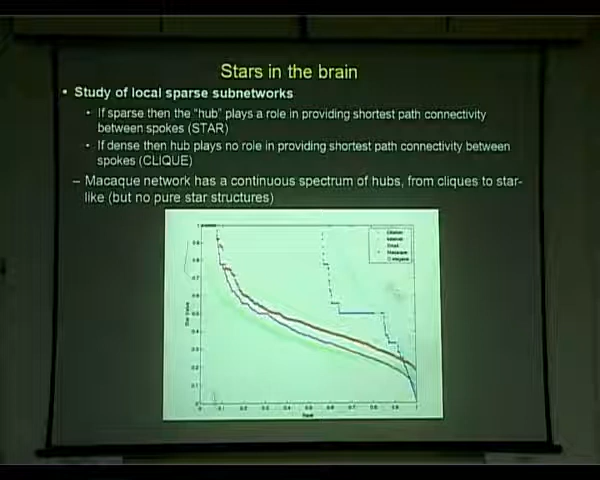 Stars in the brain
• Study of local sparse subnetworks
• If sparse then the "hub" plays a role in providing shortest path connectivity
between spokes (STAR)
• If dense then hub plays no role in providing shortest path connectivity between
spokes (CLIQUE)
– Macaque network has a continuous spectrum of hubs, from cliques to star-
like (but no pure star structures)